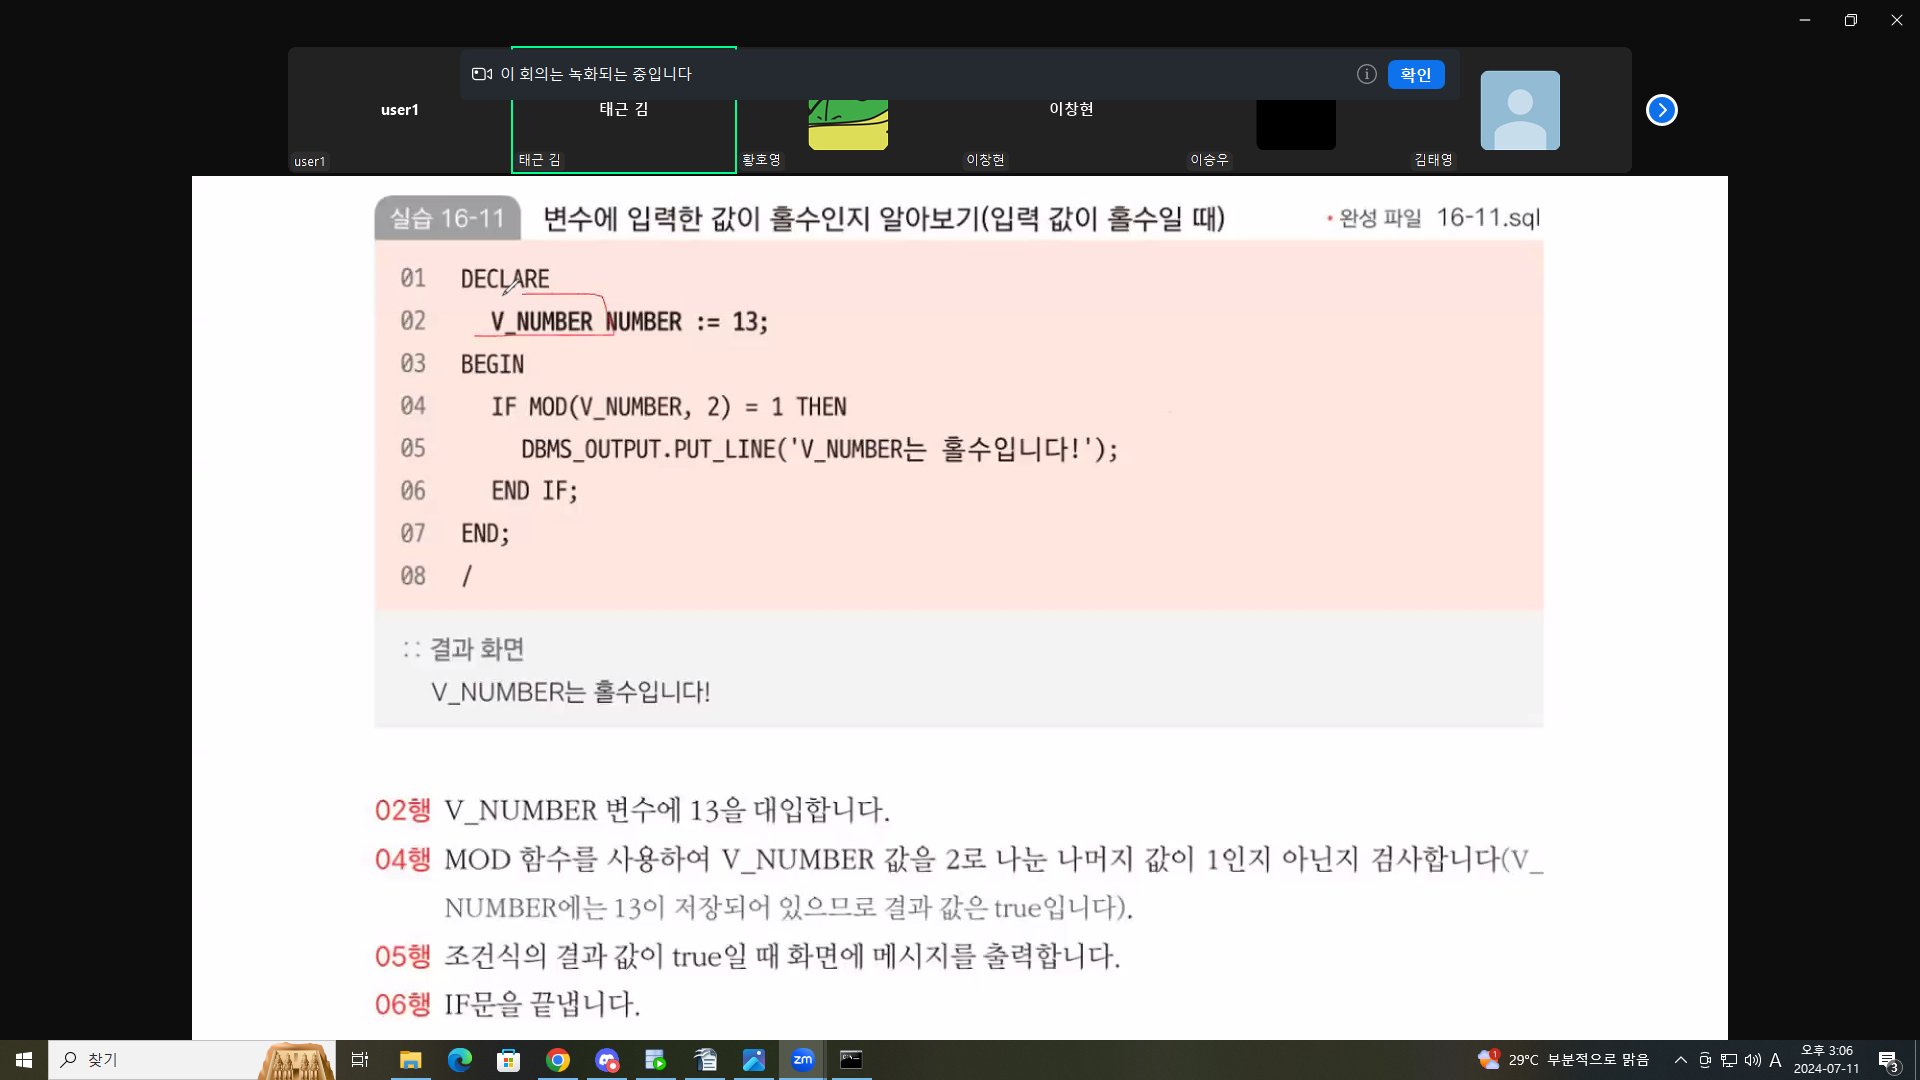 이 회의는 녹화되는 중입니다
확인
user1
태근 김
이창현
user1
태근 김
황호영
이창현
이승우
김태영
실습 16-11 변수에 입력한 값이 홀수인지 알아보기(입력 값이 홀수일 때) • 완성 파일 16-11.sql
01 DECLARE
02 V_NUMBER NUMBER := 13;
03 BEGIN
04 IF MOD(V_NUMBER, 2) = 1 THEN
05 DBMS_OUTPUT.PUT_LINE('V_NUMBER는 홀수입니다!');
06 END IF;
07 END;
08 /
:: 결과 화면
V_NUMBER는 홀수입니다!
02행 V_NUMBER 변수에 13을 대입합니다.
04행 MOD 함수를 사용하여 V_NUMBER 값을 2로 나눈 나머지 값이 1인지 아닌지 검사합니다(V_
NUMBER에는 13이 저장되어 있으므로 결과 값은 true입니다).
05행 조건식의 결과 값이 true일 때 화면에 메시지를 출력합니다.
06행 IF문을 끝냅니다.
찾기
zm
1
29°C 부분적으로 맑음
A
오후 3:06
2024-07-11
3